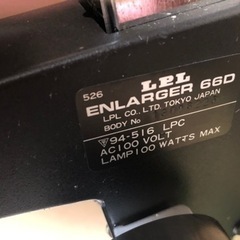 526
LPL
ENLARGER 66D
LPL CO., LTD. TOKYO JAPAN
BODY No
94-516 LPC
AC100 VOLT
LAMP100 WATTS MAX